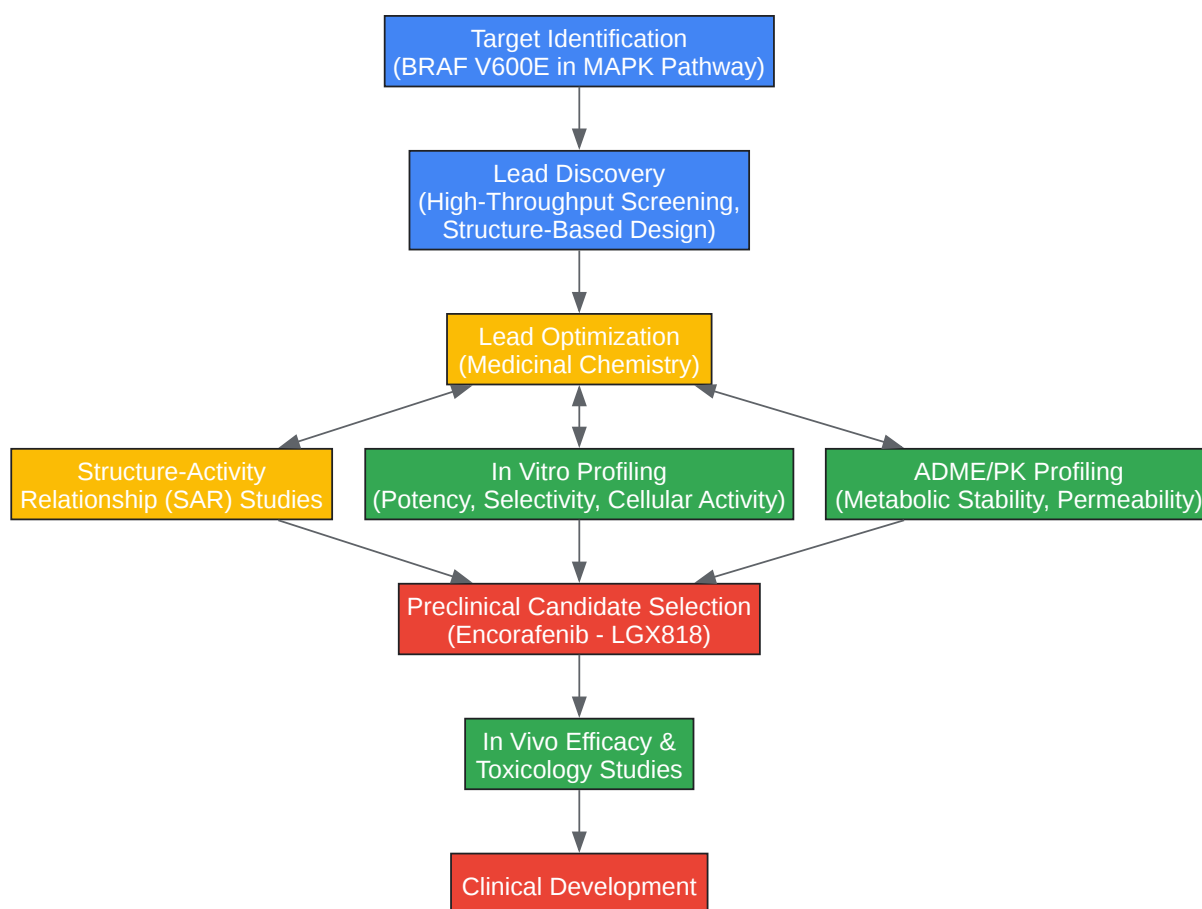 Target Identification
(BRAF V600E in MAPK Pathway)
Lead Discovery
(High-Throughput Screening,
Structure-Based Design)
Lead Optimization
(Medicinal Chemistry)
Structure-Activity
Relationship (SAR) Studies
In Vitro Profiling
(Potency, Selectivity, Cellular Activity)
ADME/PK Profiling
(Metabolic Stability, Permeability)
Preclinical Candidate Selection
(Encorafenib - LGX818)
In Vivo Efficacy &
Toxicology Studies
Clinical Development